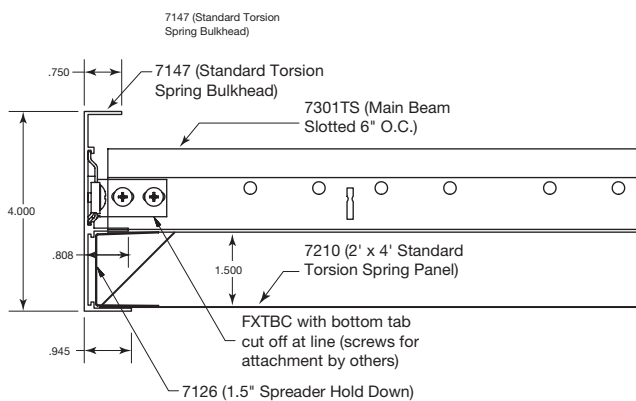 7147 (Standard Torsion
Spring Bulkhead)
.750
7147 (Standard Torsion
Spring Bulkhead)
7301TS (Main Beam
Slotted 6" O.C.)
4.000
.808
1.500
7210 (2' x 4' Standard
Torsion Spring Panel)
.945
FXTBC with bottom tab
cut off at line (screws for
attachment by others)
7126 (1.5" Spreader Hold Down)